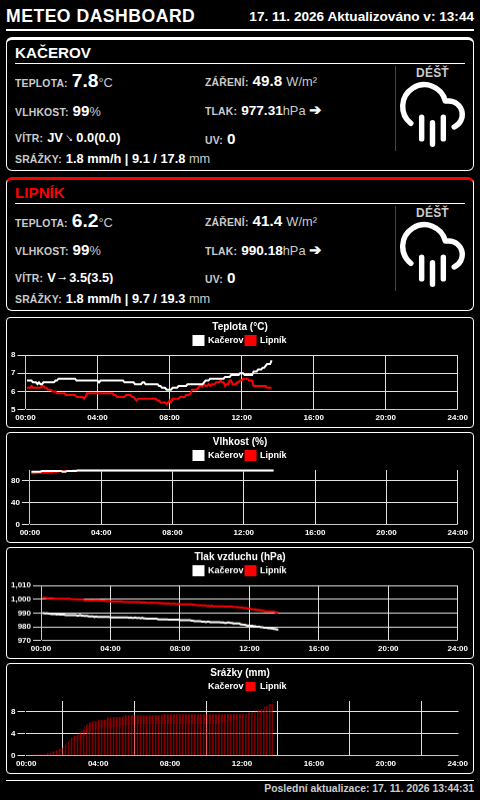 METEO DASHBOARD
17. 11. 2026 Aktualizováno v: 13:44
KAČEROV
TEPLOTA: 7.8°C
ZÁŘENÍ: 49.8 W/m²
DÉŠŤ
VLHKOST: 99%
TLAK: 977.31hPa ➔
VÍTR: JV↘0.0(0.0)
UV: 0
SRÁŽKY: 1.8 mm/h | 9.1 / 17.8 mm
LIPNÍK
TEPLOTA: 6.2°C
ZÁŘENÍ: 41.4 W/m²
DÉŠŤ
VLHKOST: 99%
TLAK: 990.18hPa ➔
VÍTR: V→3.5(3.5)
UV: 0
SRÁŽKY: 1.8 mm/h | 9.7 / 19.3 mm
Teplota (°C)
Kačerov Lipník
8
7
6
5
00:00 04:00 08:00 12:00 16:00 20:00 24:00
Vlhkost (%)
Kačerov Lipník
80
40
0
00:00 04:00 08:00 12:00 16:00 20:00 24:00
Tlak vzduchu (hPa)
Kačerov Lipník
1,010
1,000
990
980
970
00:00 04:00 08:00 12:00 16:00 20:00 24:00
Srážky (mm)
Kačerov Lipník
8
4
0
00:00 04:00 08:00 12:00 16:00 20:00 24:00
Poslední aktualizace: 17. 11. 2026 13:44:31